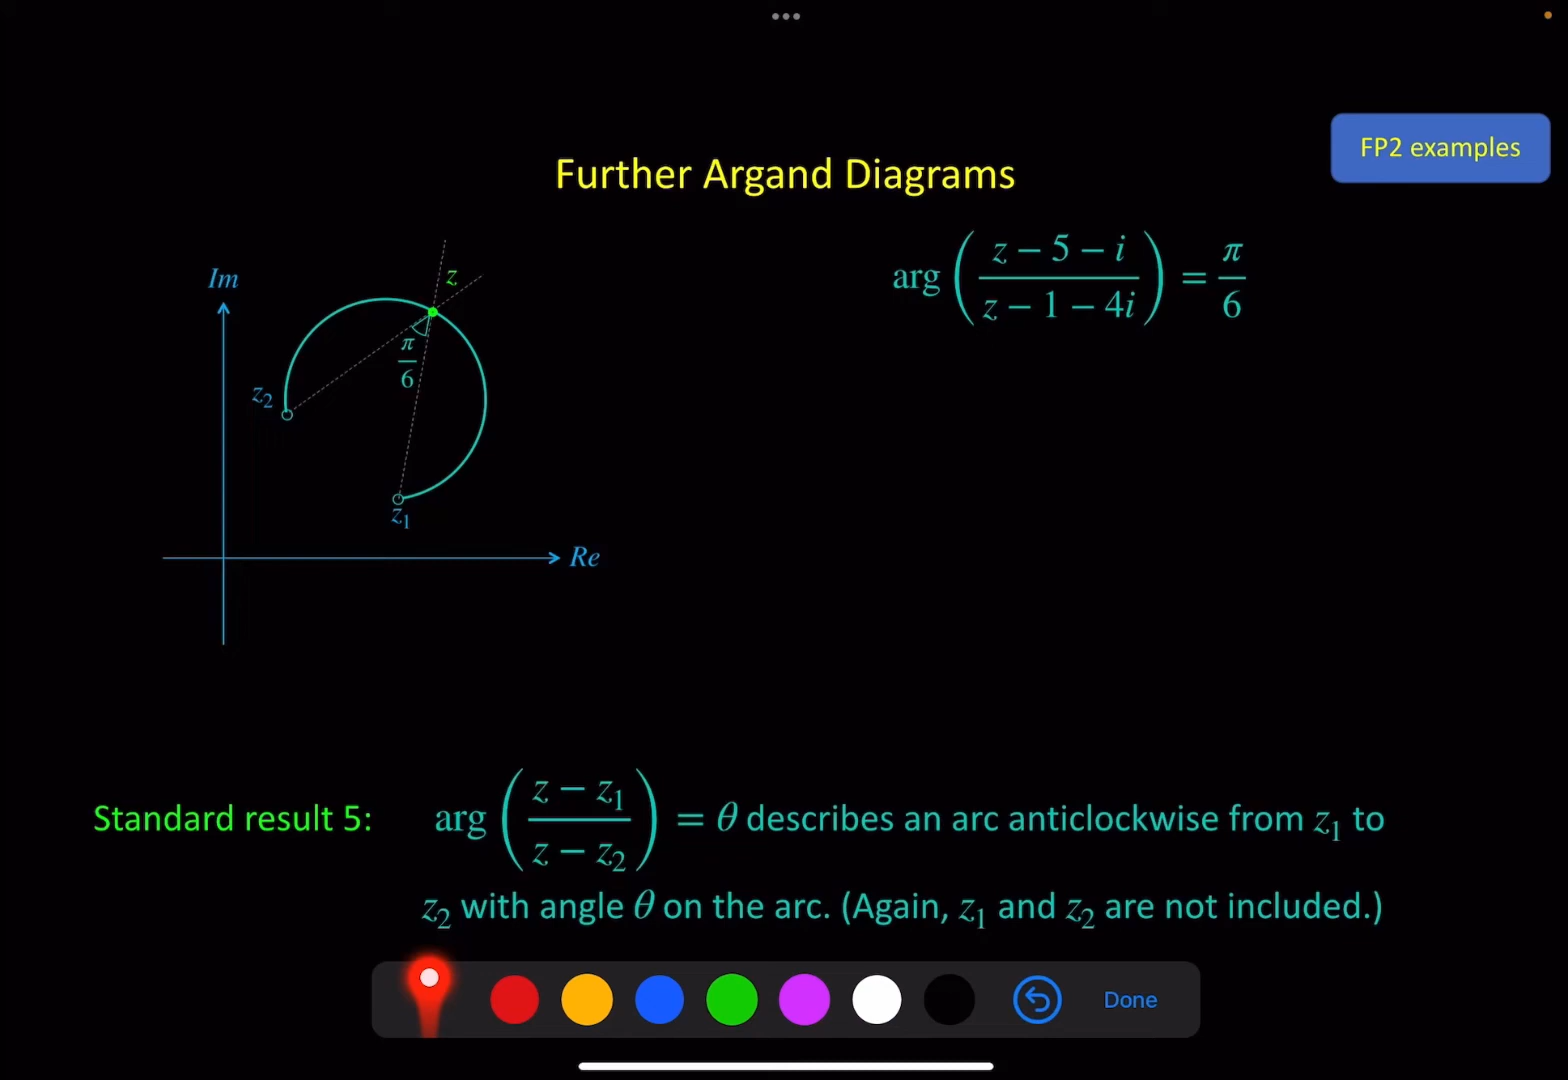 FP2 examples
Further Argand Diagrams
arg ( (z − 5 − i) / (z − 1 − 4i) ) = π/6
Im
z
π/6
z₂
z₁
Re
Standard result 5: arg ( (z − z₁) / (z − z₂) ) = θ describes an arc anticlockwise from z₁ to
z₂ with angle θ on the arc. (Again, z₁ and z₂ are not included.)
Done